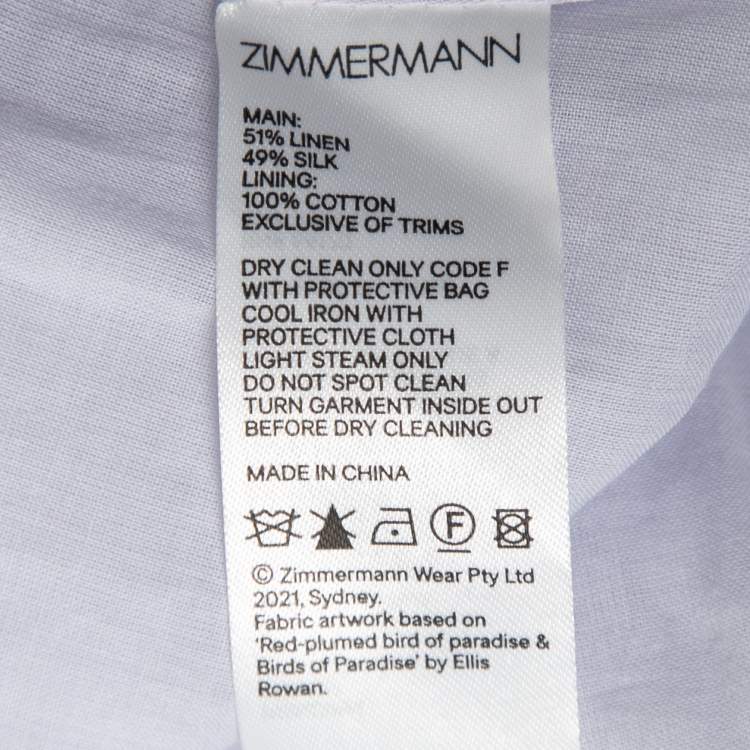 ZIMMERMANN
MAIN:
51% LINEN
49% SILK
LINING:
100% COTTON
EXCLUSIVE OF TRIMS
DRY CLEAN ONLY CODE F
WITH PROTECTIVE BAG
COOL IRON WITH
PROTECTIVE CLOTH
LIGHT STEAM ONLY
DO NOT SPOT CLEAN
TURN GARMENT INSIDE OUT
BEFORE DRY CLEANING
MADE IN CHINA
F
© Zimmermann Wear Pty Ltd
2021, Sydney.
Fabric artwork based on
'Red-plumed bird of paradise &
Birds of Paradise' by Ellis
Rowan.